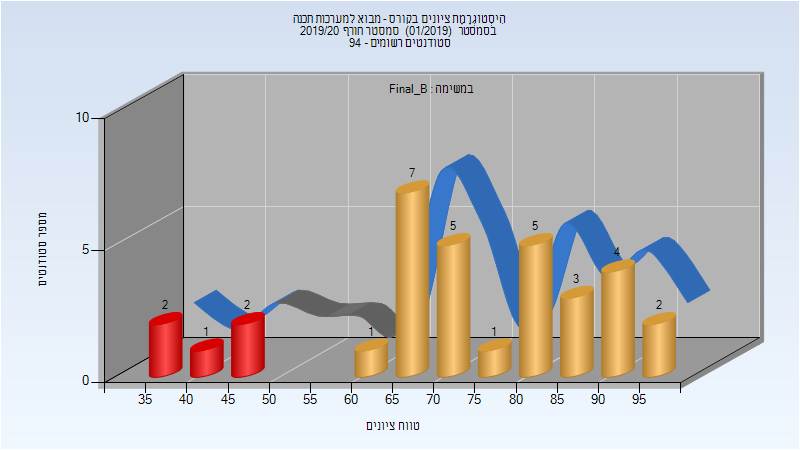 היסטוגרמת ציונים בקורס - מבוא למערכות תכנה
בסמסטר (01/2019) סמסטר חורף 2019/20
סטודנטים רשומים - 94
במשימה : Final_B
10
5
0
מספר סטודנטים
2
1
2
1
7
5
1
5
3
4
2
35 40 45 50 55 60 65 70 75 80 85 90 95
טווח ציונים